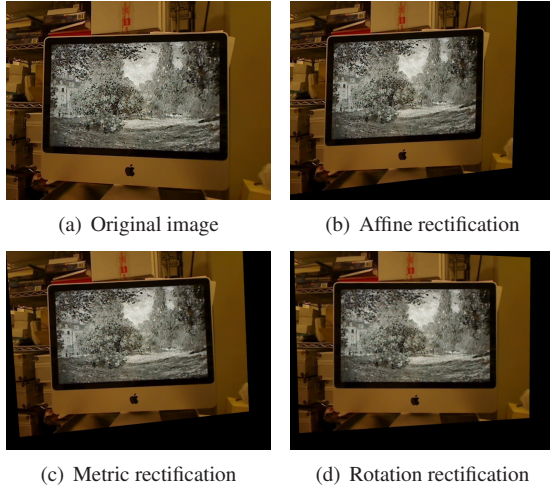 (a) Original image
(b) Affine rectification
(c) Metric rectification
(d) Rotation rectification